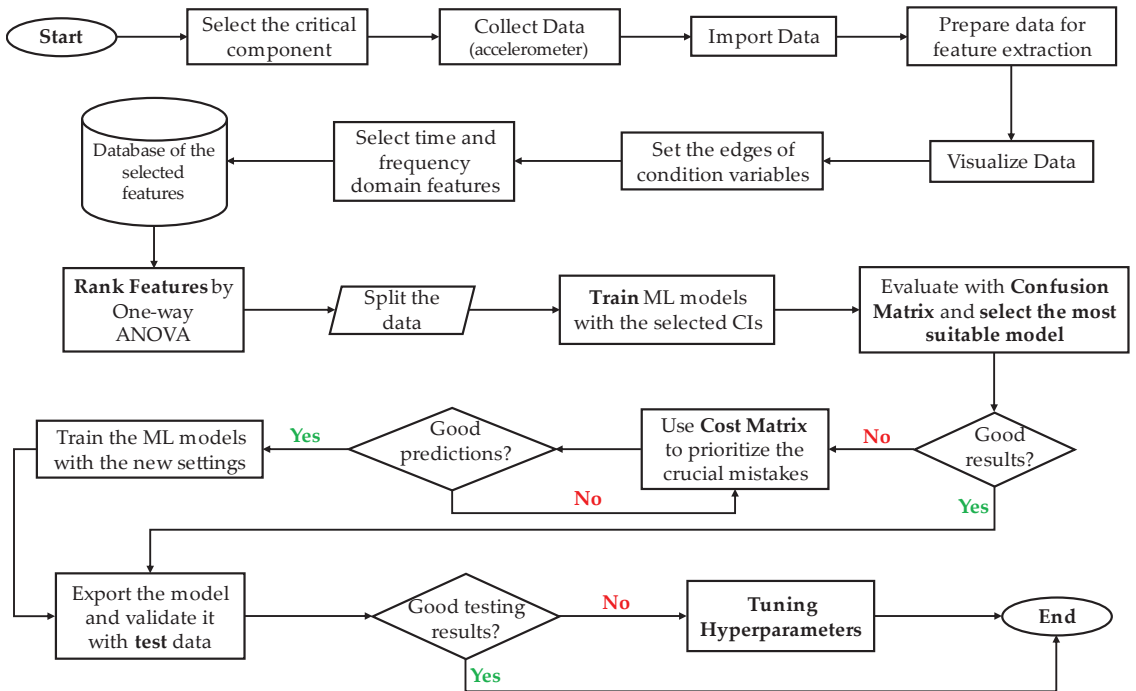 Start
Select the critical
component
Collect Data
(accelerometer)
Import Data
Prepare data for
feature extraction
Visualize Data
Set the edges of
condition variables
Select time and
frequency
domain features
Database of the
selected
features
Rank Features by
One-way
ANOVA
Split the
data
Train ML models
with the selected CIs
Evaluate with Confusion
Matrix and select the most
suitable model
Good
results?
No
Yes
Use Cost Matrix
to prioritize the
crucial mistakes
Good
predictions?
No
Yes
Train the ML models
with the new settings
Export the model
and validate it
with test data
Good testing
results?
No
Yes
Tuning
Hyperparameters
End